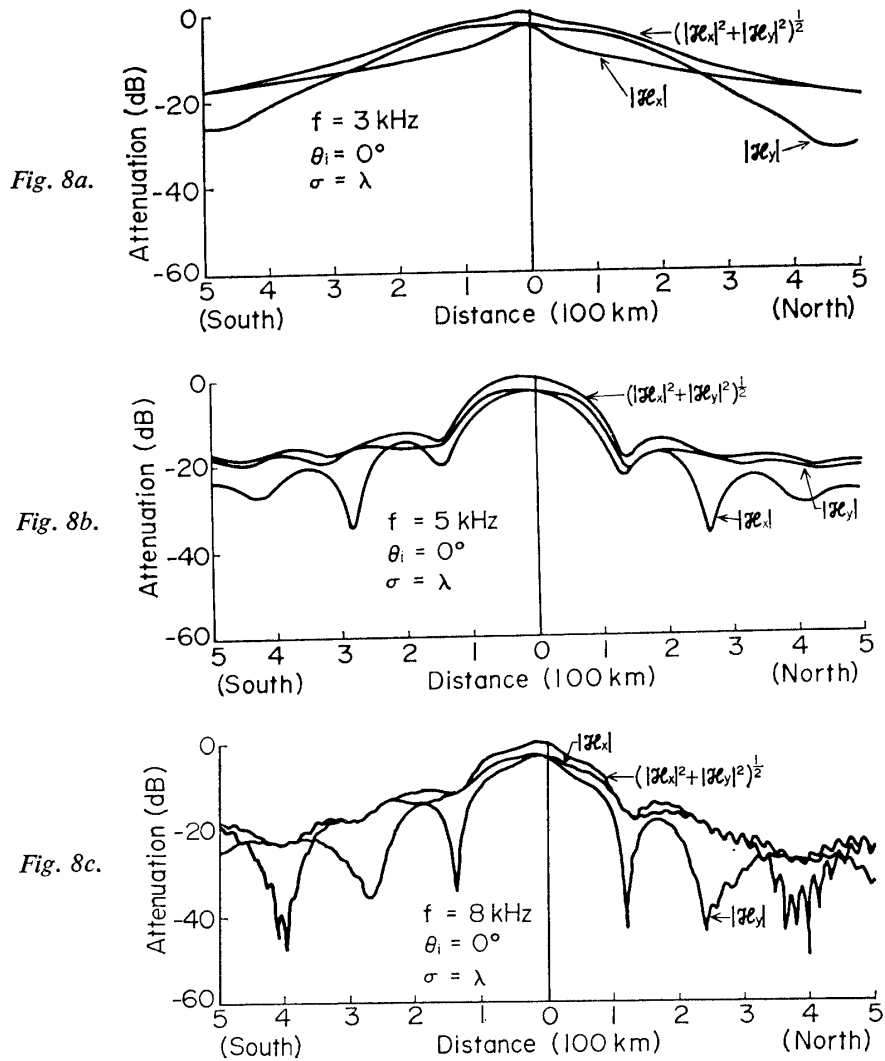 Fig. 8a.
Attenuation (dB)
0
-20
-40
-60
(|ℋx|²+|ℋy|²)^½
|ℋx|
|ℋy|
f = 3 kHz
θi = 0°
σ = λ
5 4 3 2 1 0 1 2 3 4 5
(South) Distance (100 km) (North)
Fig. 8b.
Attenuation (dB)
0
-20
-40
-60
(|ℋx|²+|ℋy|²)^½
|ℋy|
|ℋx|
f = 5 kHz
θi = 0°
σ = λ
5 4 3 2 1 0 1 2 3 4 5
(South) Distance (100 km) (North)
Fig. 8c.
Attenuation (dB)
0
-20
-40
-60
|ℋx|
(|ℋx|²+|ℋy|²)^½
|ℋy|
f = 8 kHz
θi = 0°
σ = λ
5 4 3 2 1 0 1 2 3 4 5
(South) Distance (100 km) (North)